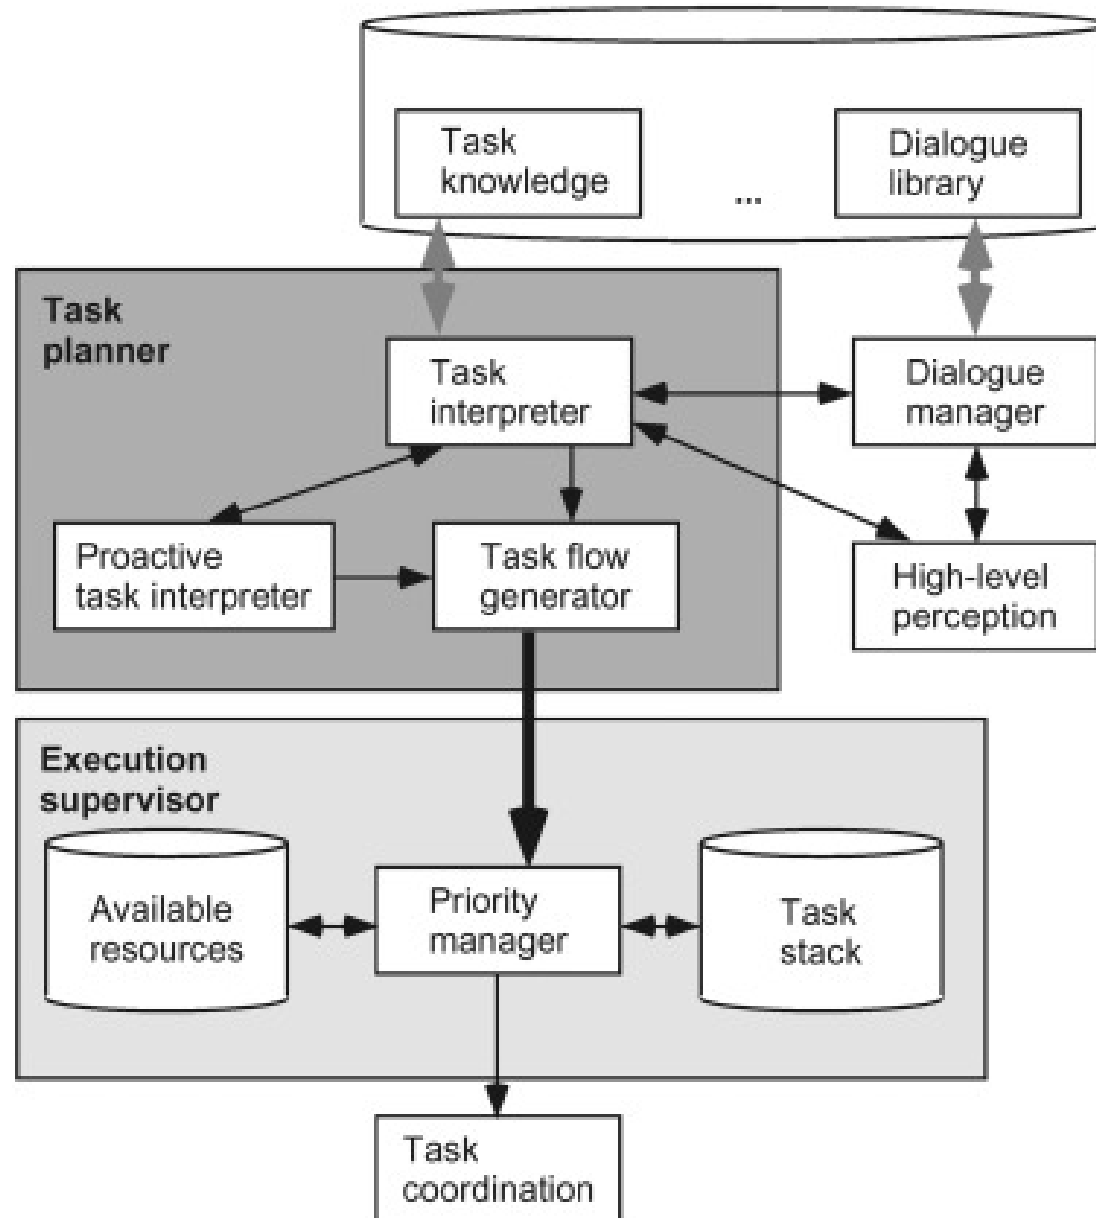 Task
knowledge
...
Dialogue
library
Task
planner
Task
interpreter
Dialogue
manager
Proactive
task interpreter
Task flow
generator
High-level
perception
Execution
supervisor
Available
resources
Priority
manager
Task
stack
Task
coordination